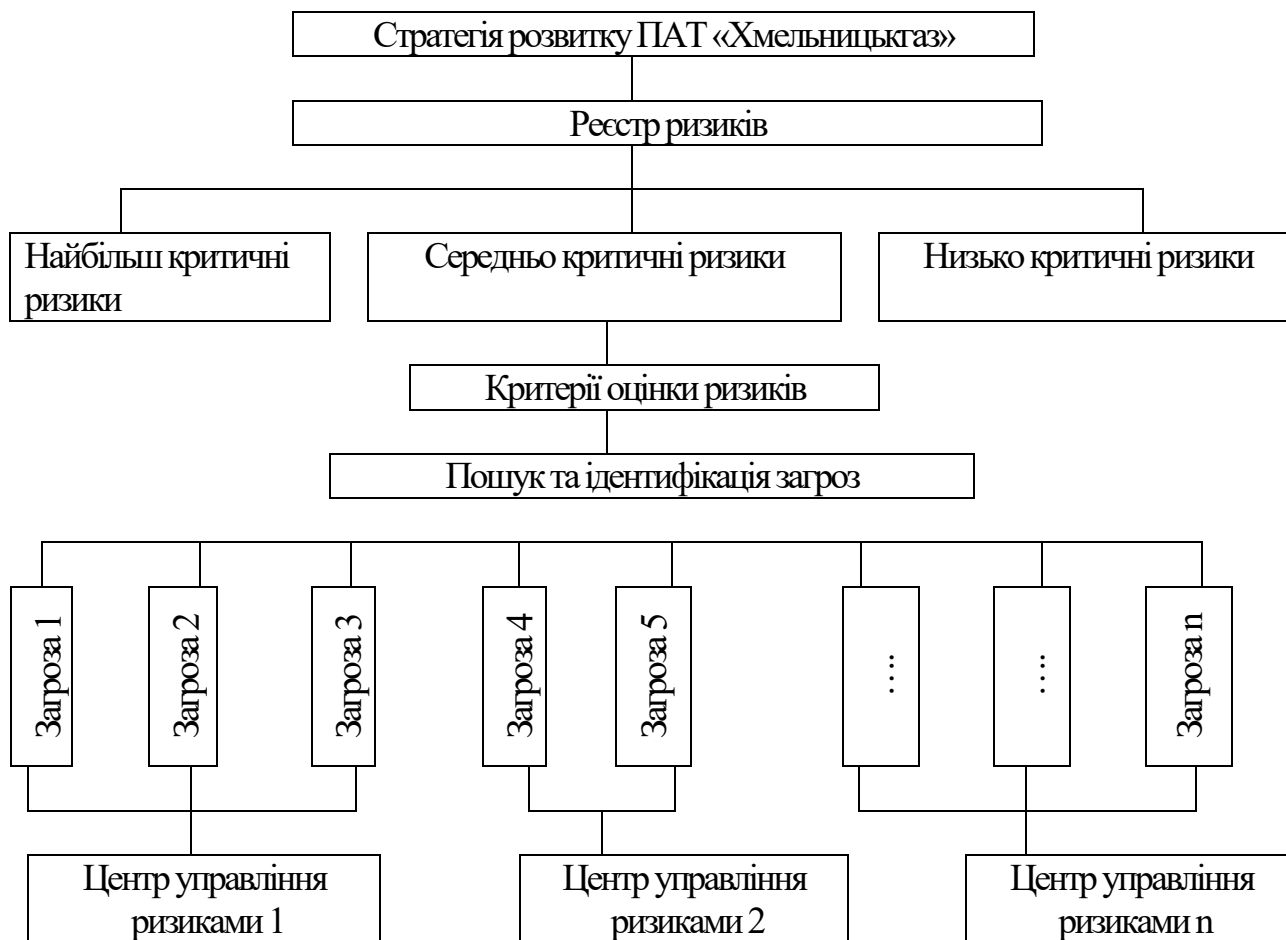 Стратегія розвитку ПАТ «Хмельницькгаз»
Реєстр ризиків
Найбільш критичні
ризики
Середньо критичні ризики
Низько критичні ризики
Критерії оцінки ризиків
Пошук та ідентифікація загроз
Загроза 1
Загроза 2
Загроза 3
Загроза 4
Загроза 5
….
….
Загроза n
Центр управління
ризиками 1
Центр управління
ризиками 2
Центр управління
ризиками n